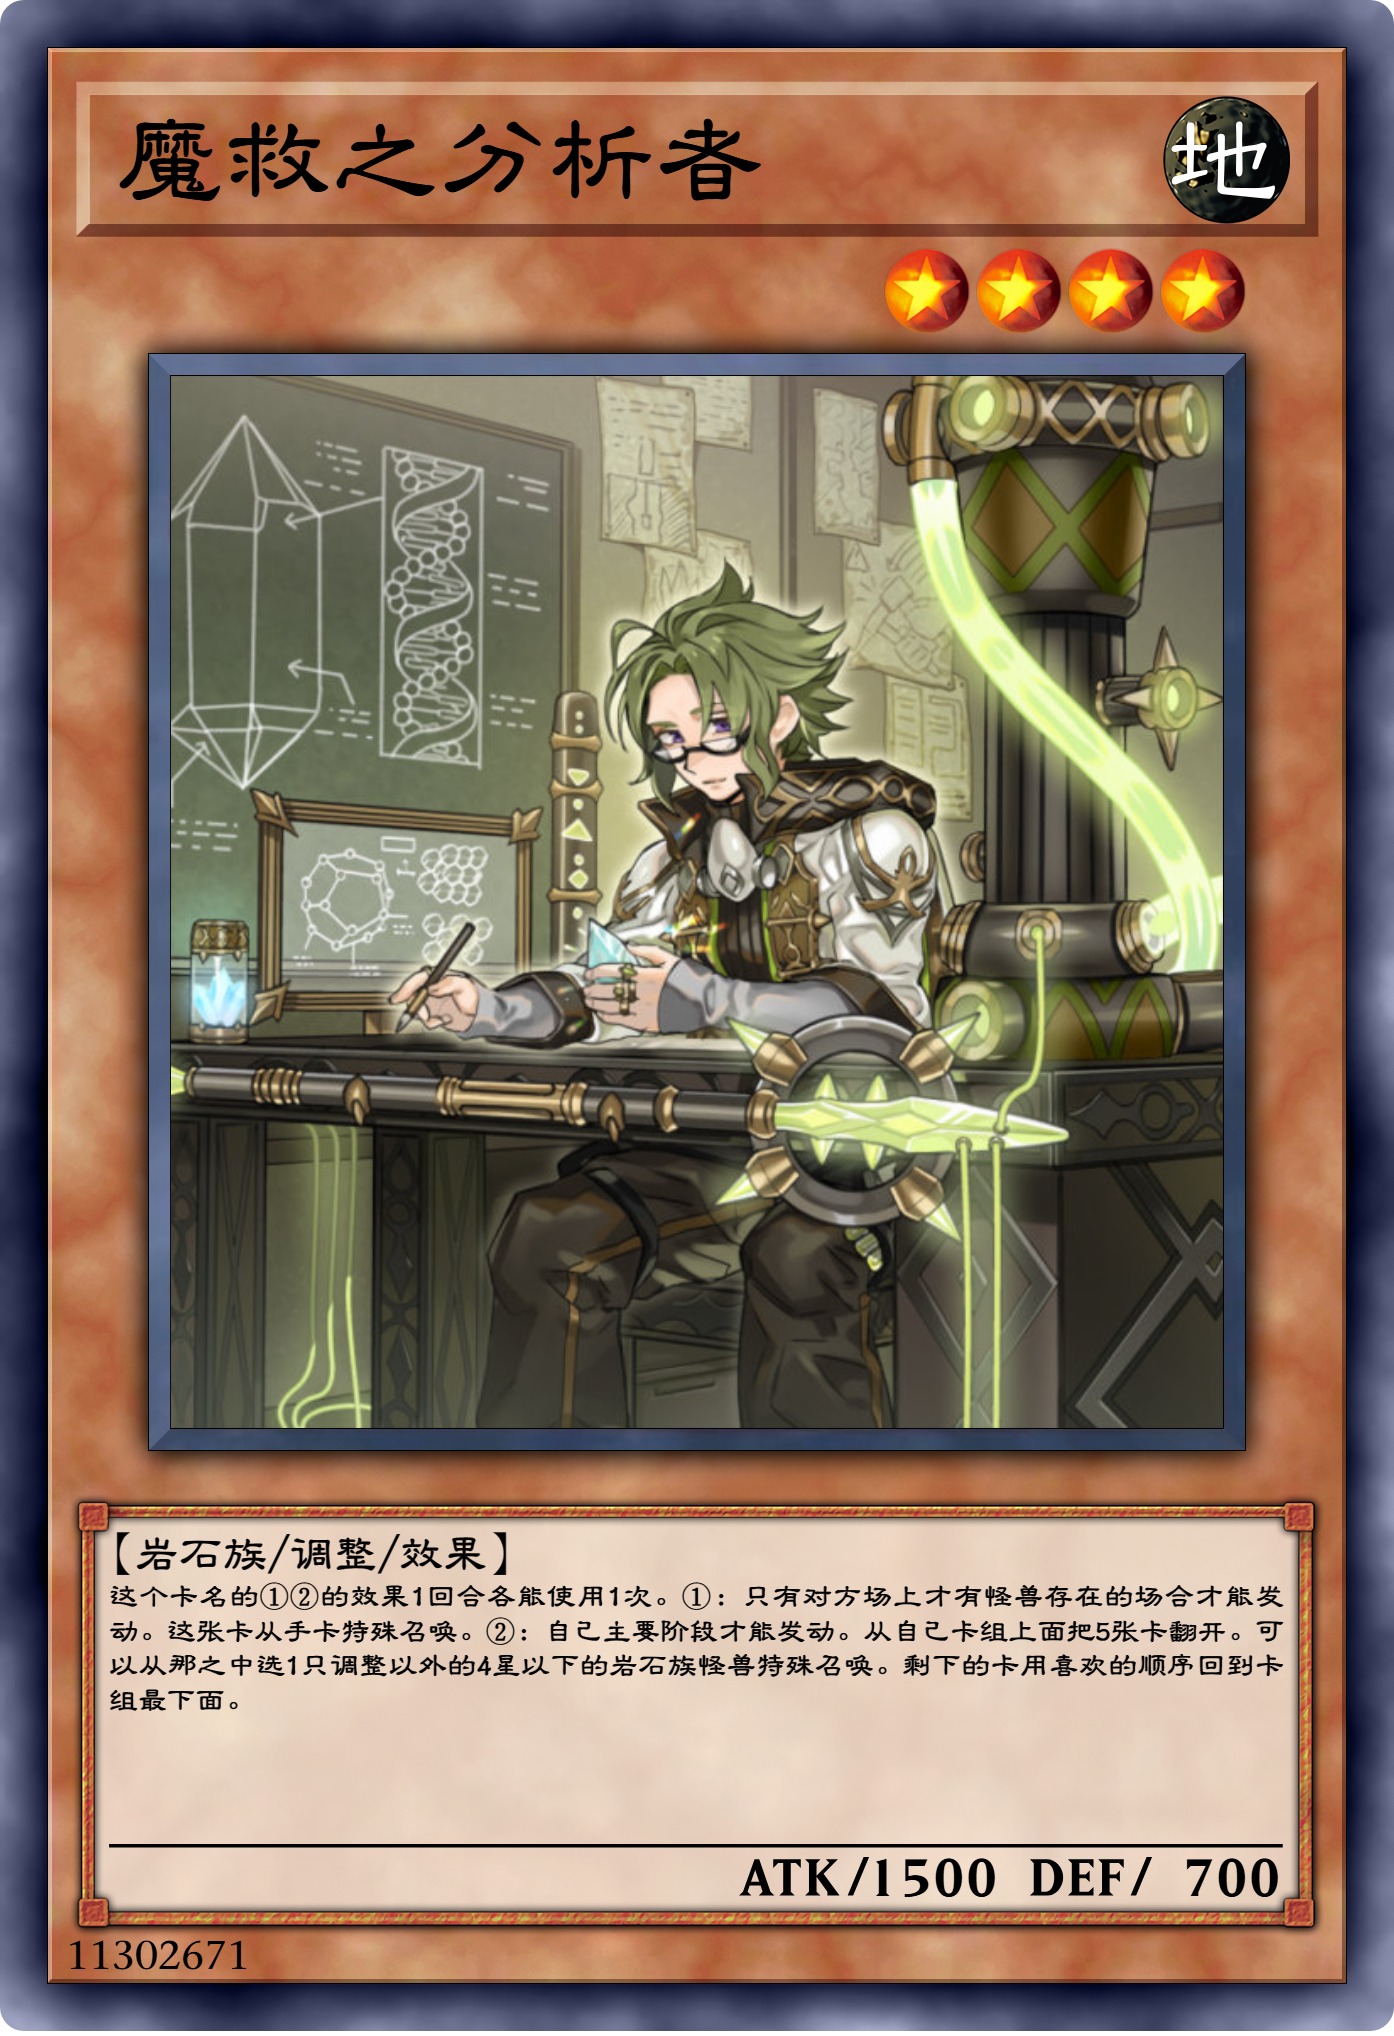 魔救之分析者
地
【岩石族/调整/效果】
这个卡名的①②的效果1回合各能使用1次。①：只有对方场上才有怪兽存在的场合才能发
动。这张卡从手卡特殊召唤。②：自己主要阶段才能发动。从自己卡组上面把5张卡翻开。可
以从那之中选1只调整以外的4星以下的岩石族怪兽特殊召唤。剩下的卡用喜欢的顺序回到卡
组最下面。
ATK/1500 DEF/ 700
11302671